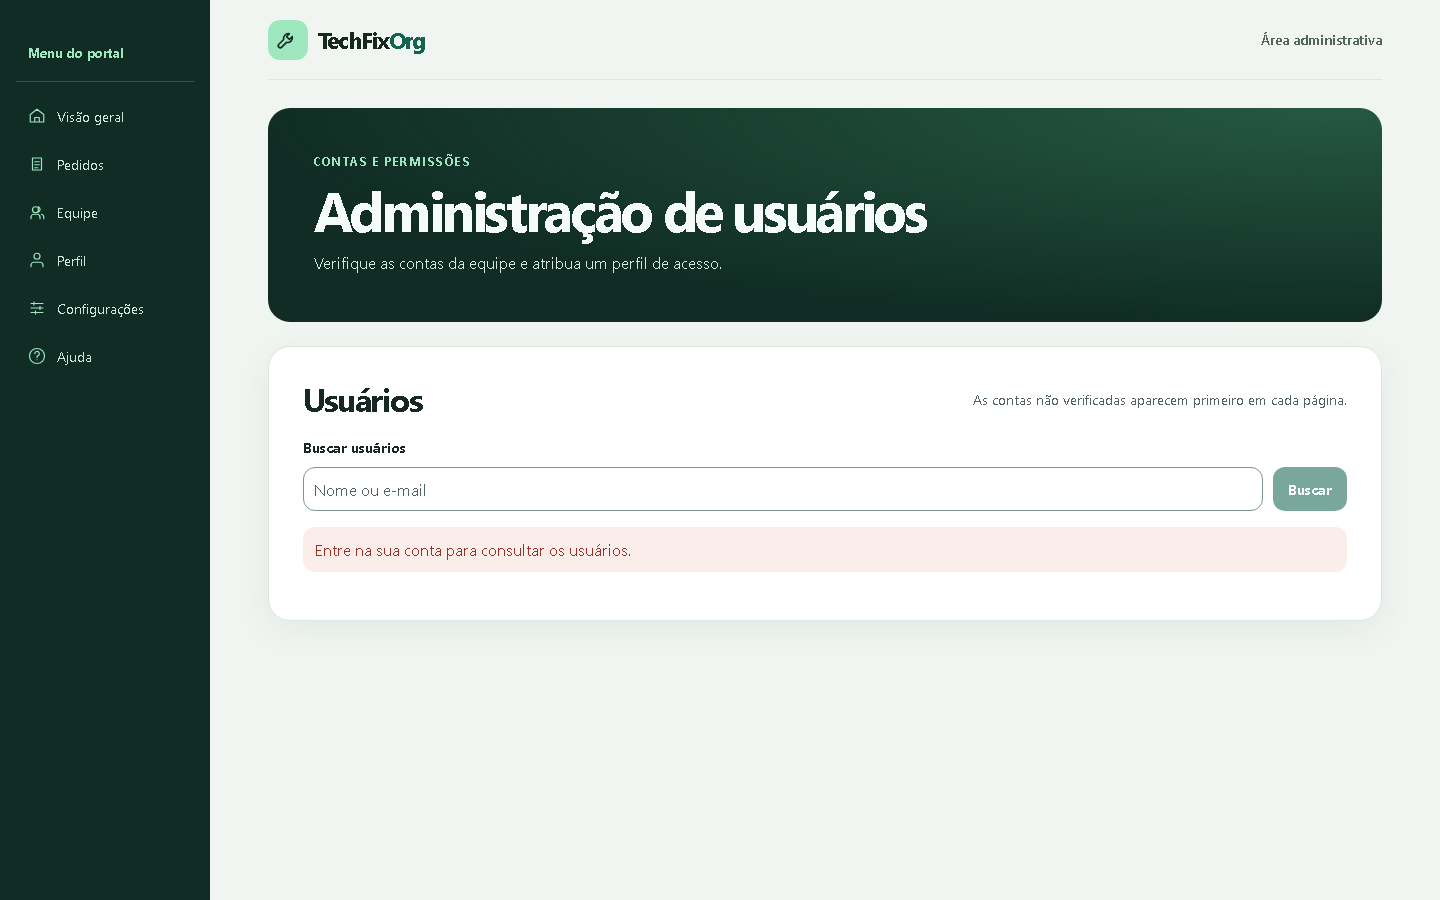 Menu do portal
Visão geral
Pedidos
Equipe
Perfil
Configurações
Ajuda
TechFixOrg
Área administrativa
CONTAS E PERMISSÕES
Administração de usuários
Verifique as contas da equipe e atribua um perfil de acesso.
Usuários
As contas não verificadas aparecem primeiro em cada página.
Buscar usuários
Nome ou e-mail
Buscar
Entre na sua conta para consultar os usuários.